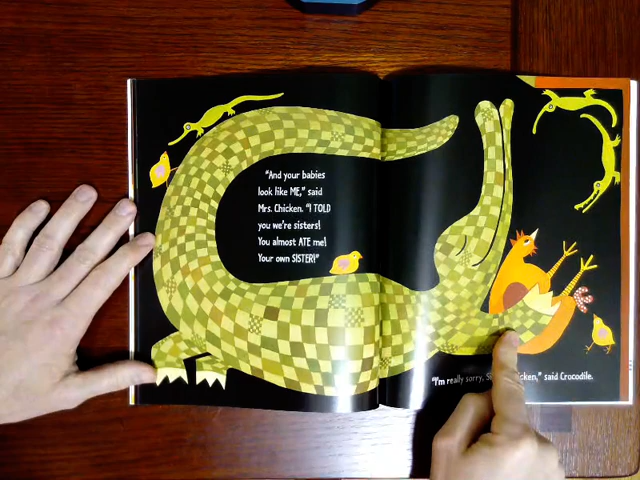 "And your babies
look like ME," said
Mrs. Chicken. "I TOLD
you we're sisters!
You almost ATE me!
Your own SISTER!"
"I'm really sorry, said Crocodile.